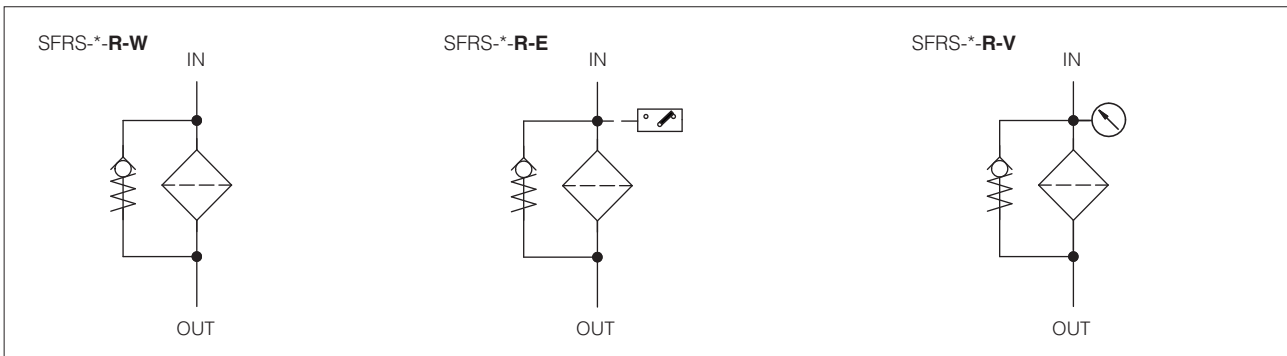 SFRS-*-R-W
IN
OUT
SFRS-*-R-E
IN
OUT
SFRS-*-R-V
IN
OUT